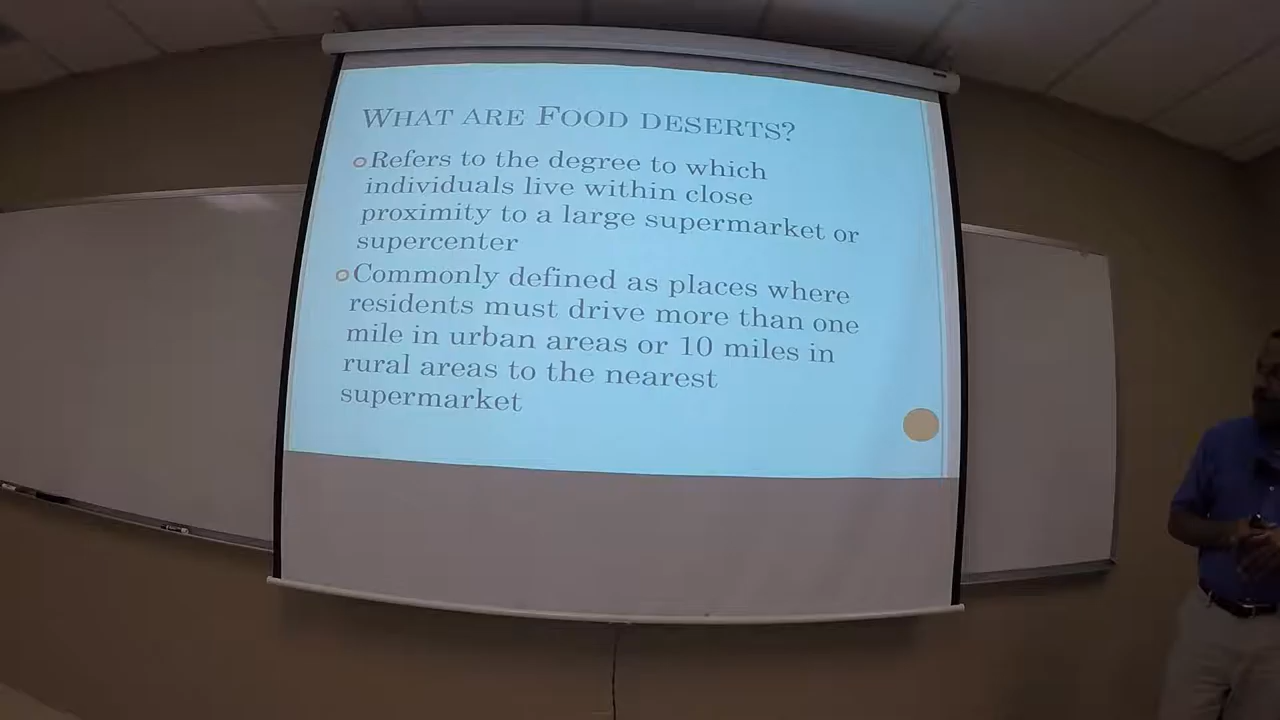 WHAT ARE FOOD DESERTS?
Refers to the degree to which
individuals live within close
proximity to a large supermarket or
supercenter
Commonly defined as places where
residents must drive more than one
mile in urban areas or 10 miles in
rural areas to the nearest
supermarket